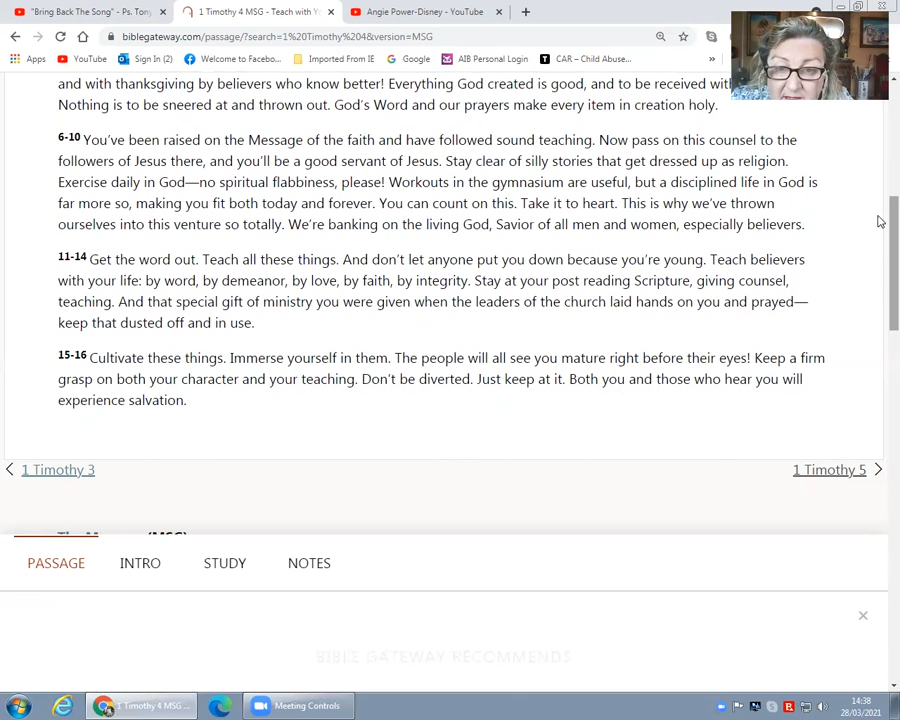 "Bring Back The Song" - Ps. Tony
1 Timothy 4 MSG - Teach with Yo
Angie Power-Disney - YouTube
biblegateway.com/passage/?search=1%20Timothy%204&version=MSG
Apps YouTube Sign In (2) Welcome to Facebo... Imported From IE Google AIB Personal Login CAR – Child Abuse... »
and with thanksgiving by believers who know better! Everything God created is good, and to be received with
Nothing is to be sneered at and thrown out. God's Word and our prayers make every item in creation holy.
6-10 You've been raised on the Message of the faith and have followed sound teaching. Now pass on this counsel to the
followers of Jesus there, and you'll be a good servant of Jesus. Stay clear of silly stories that get dressed up as religion.
Exercise daily in God—no spiritual flabbiness, please! Workouts in the gymnasium are useful, but a disciplined life in God is
far more so, making you fit both today and forever. You can count on this. Take it to heart. This is why we've thrown
ourselves into this venture so totally. We're banking on the living God, Savior of all men and women, especially believers.
11-14 Get the word out. Teach all these things. And don't let anyone put you down because you're young. Teach believers
with your life: by word, by demeanor, by love, by faith, by integrity. Stay at your post reading Scripture, giving counsel,
teaching. And that special gift of ministry you were given when the leaders of the church laid hands on you and prayed—
keep that dusted off and in use.
15-16 Cultivate these things. Immerse yourself in them. The people will all see you mature right before their eyes! Keep a firm
grasp on both your character and your teaching. Don't be diverted. Just keep at it. Both you and those who hear you will
experience salvation.
1 Timothy 3
1 Timothy 5
(MSG)
PASSAGE INTRO STUDY NOTES
BIBLE GATEWAY RECOMMENDS
1 Timothy 4 MSG ...
Meeting Controls
14:38
28/03/2021